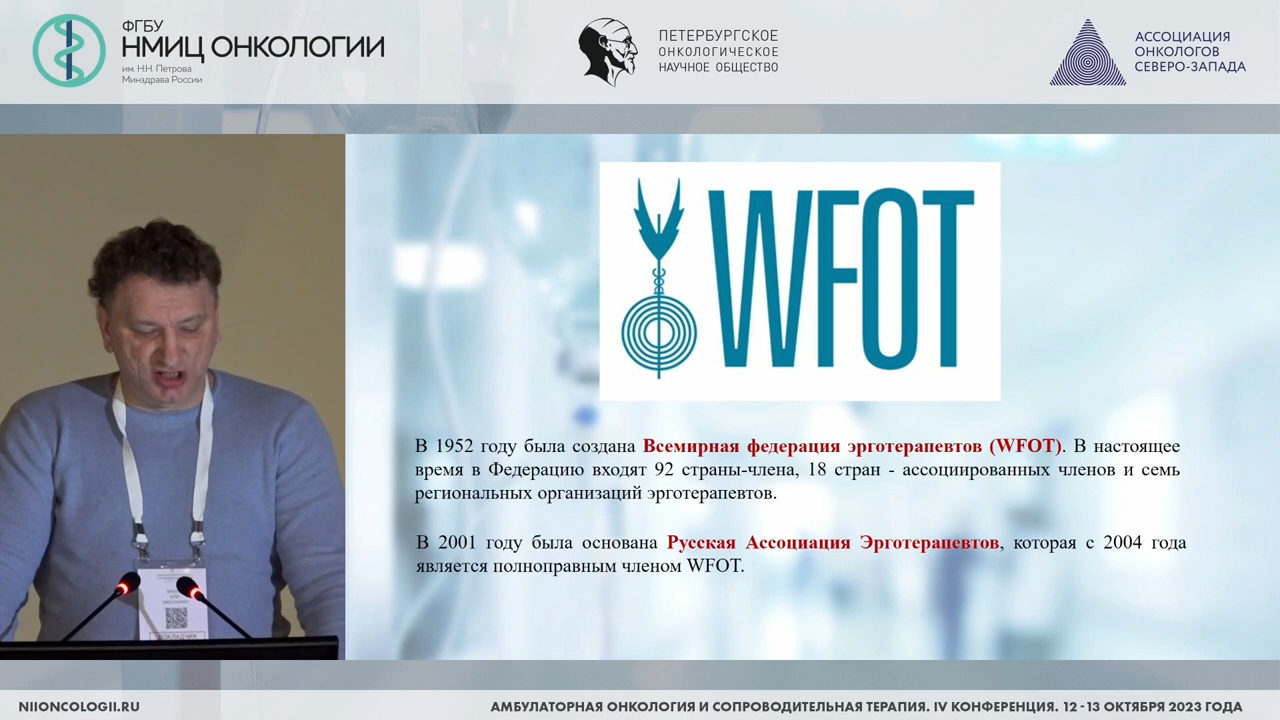 ФГБУ
НМИЦ ОНКОЛОГИИ
им. Н.Н. Петрова
Минздрава России
ПЕТЕРБУРГСКОЕ
ОНКОЛОГИЧЕСКОЕ
НАУЧНОЕ ОБЩЕСТВО
АССОЦИАЦИЯ
ОНКОЛОГОВ
СЕВЕРО-ЗАПАДА
WFOT
В 1952 году была создана Всемирная федерация эрготерапевтов (WFOT). В настоящее
время в Федерацию входят 92 страны-члена, 18 стран - ассоциированных членов и семь
региональных организаций эрготерапевтов.
В 2001 году была основана Русская Ассоциация Эрготерапевтов, которая с 2004 года
является полноправным членом WFOT.
ДОКЛАДЧИК
NIIONCOLOGII.RU
АМБУЛАТОРНАЯ ОНКОЛОГИЯ И СОПРОВОДИТЕЛЬНАЯ ТЕРАПИЯ. IV КОНФЕРЕНЦИЯ. 12 - 13 ОКТЯБРЯ 2023 ГОДА